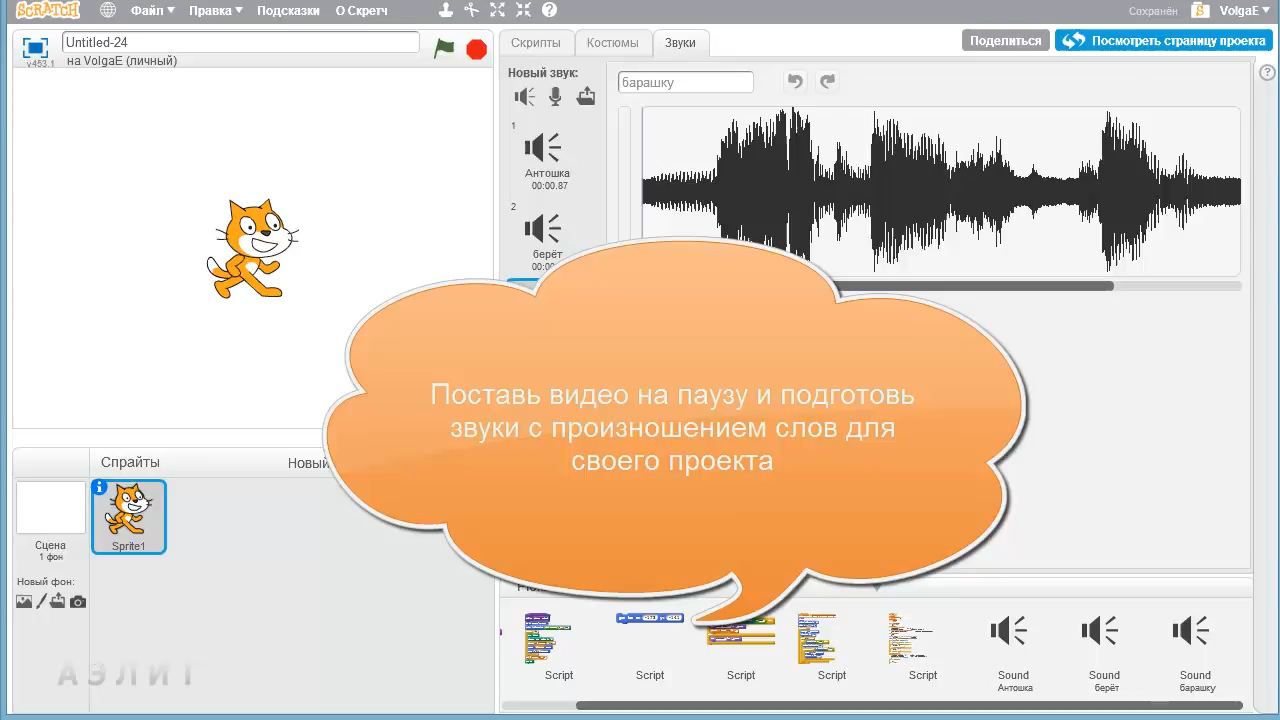 SCRATCH Файл Правка Подсказки О Скретч Сохранён VolgaE
Untitled-24
на VolgaE (личный)
v453.1
Скрипты Костюмы Звуки
Поделиться Посмотреть страницу проекта
Новый звук:
барашку
1
Антошка
00:00.87
2
берёт
Поставь видео на паузу и подготовь
звуки с произношением слов для
своего проекта
Спрайты Новый
Сцена
1 фон
Sprite1
Новый фон:
Script Script Script Script Script Sound Sound Sound
Антошка берёт барашку